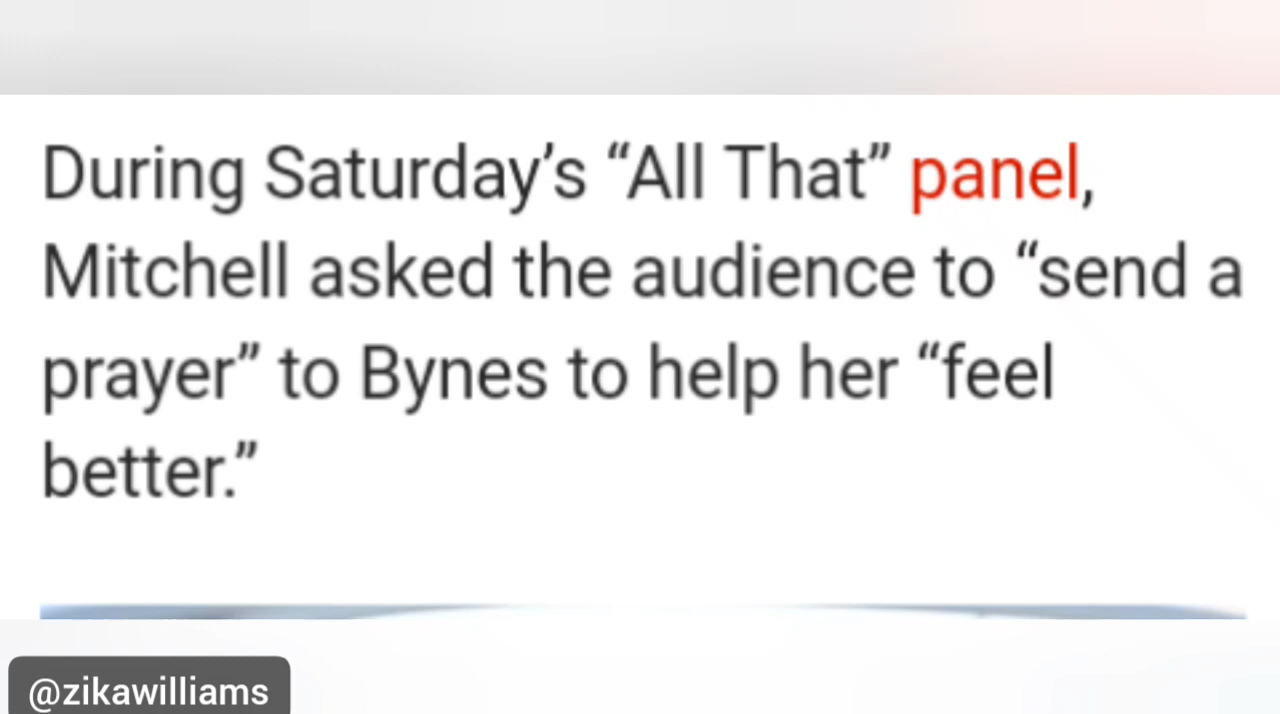 During Saturday’s “All That” panel,
Mitchell asked the audience to “send a
prayer” to Bynes to help her “feel
better.”
@zikawilliams